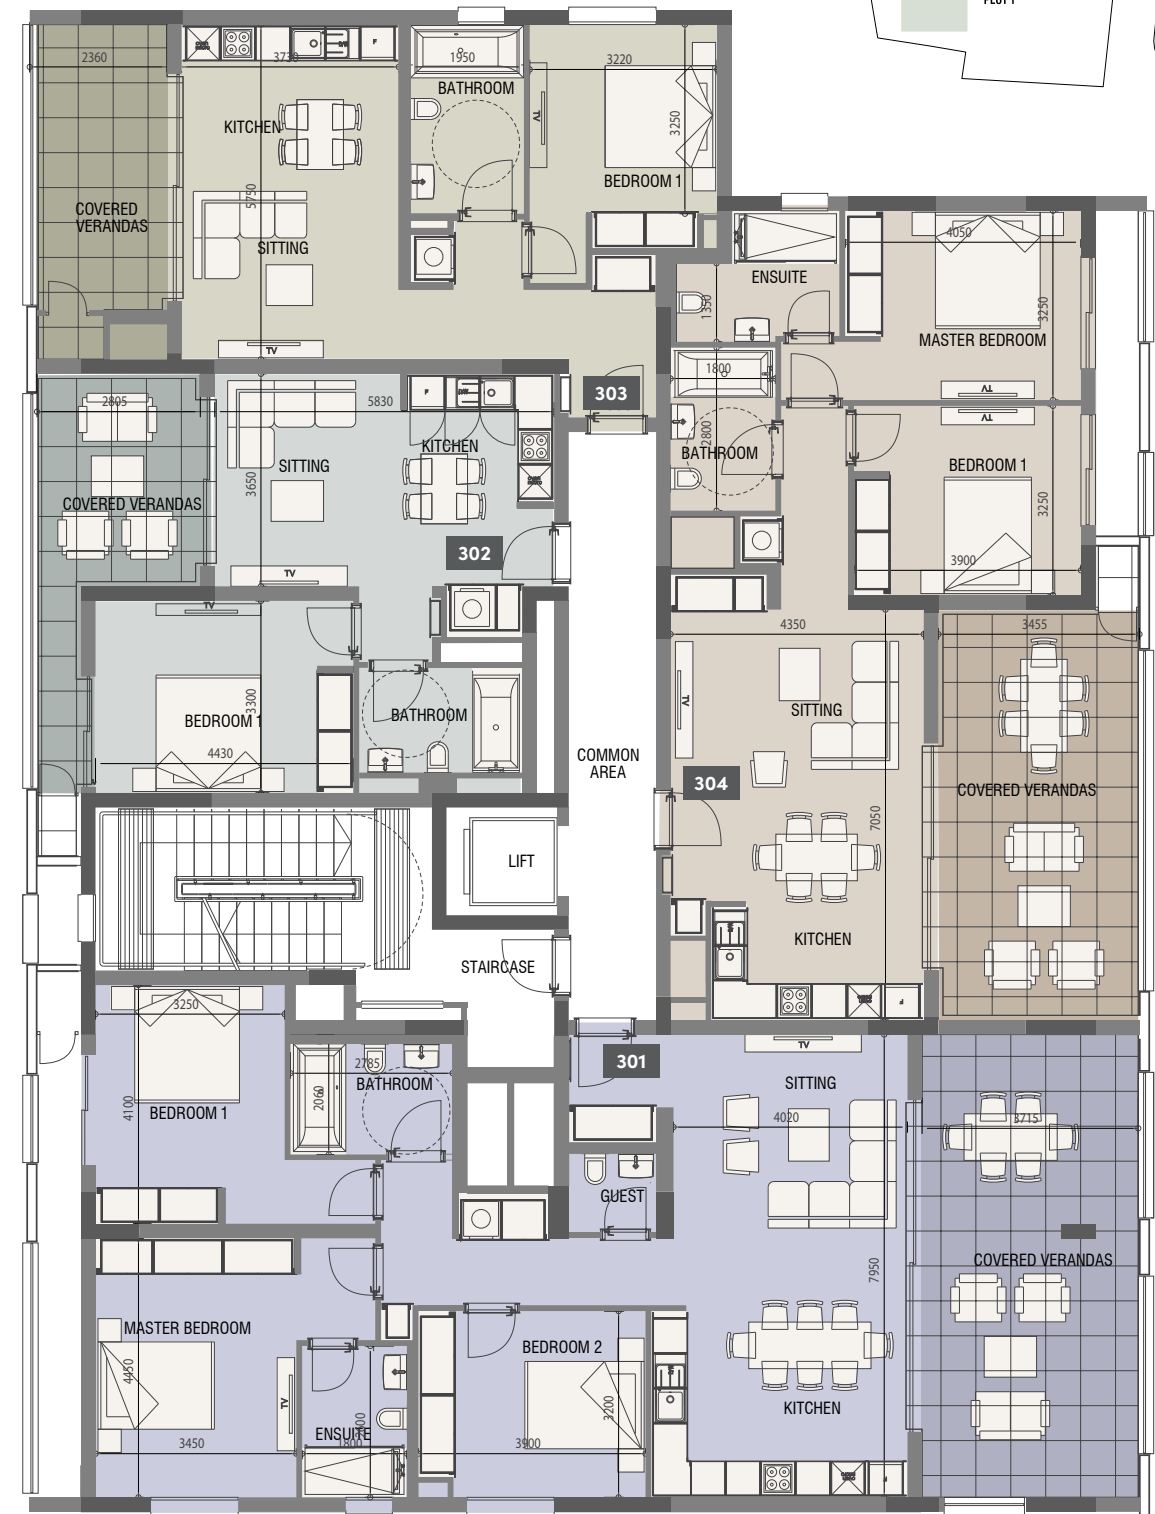 PLOT 1
2360
3730
1950
3220
BATHROOM
KITCHEN
TV
3250
BEDROOM 1
COVERED
VERANDAS
5750
SITTING
4050
ENSUITE
1350
3250
MASTER BEDROOM
TV
TV
1800
303
TV
2805
5830
KITCHEN
SITTING
3650
2800
BATHROOM
BEDROOM 1
3250
COVERED VERANDAS
302
3900
TV
TV
4350
3455
3300
BEDROOM 1
BATHROOM
4430
TV
SITTING
COMMON
AREA
304
COVERED VERANDAS
7050
LIFT
KITCHEN
STAIRCASE
F
F
F
3250
2785
BATHROOM
2060
4100
BEDROOM 1
301
TV
SITTING
4020
3715
GUEST
COVERED VERANDAS
7950
MASTER BEDROOM
BEDROOM 2
4450
TV
3200
KITCHEN
ENSUITE
1800
3450
3900